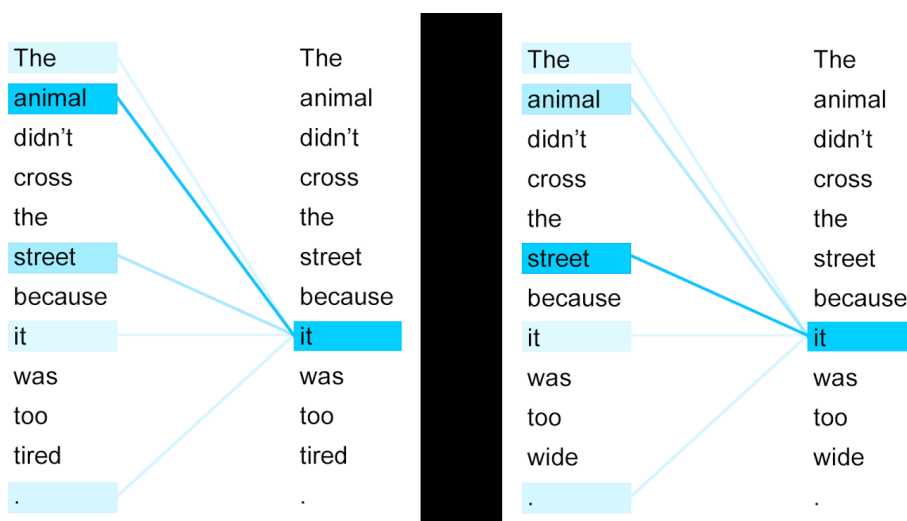 The The
animal animal
didn’t didn’t
cross cross
the the
street street
because because
it it
was was
too too
tired tired
. .
The The
animal animal
didn’t didn’t
cross cross
the the
street street
because because
it it
was was
too too
wide wide
. .